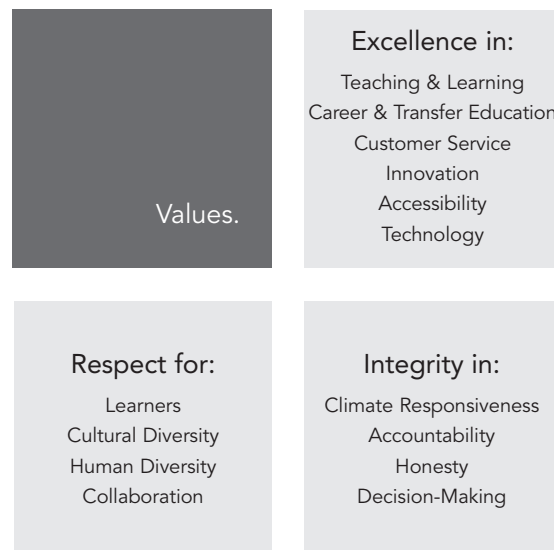 Values.
Excellence in:
Teaching & Learning
Career & Transfer Education
Customer Service
Innovation
Accessibility
Technology
Respect for:
Learners
Cultural Diversity
Human Diversity
Collaboration
Integrity in:
Climate Responsiveness
Accountability
Honesty
Decision-Making